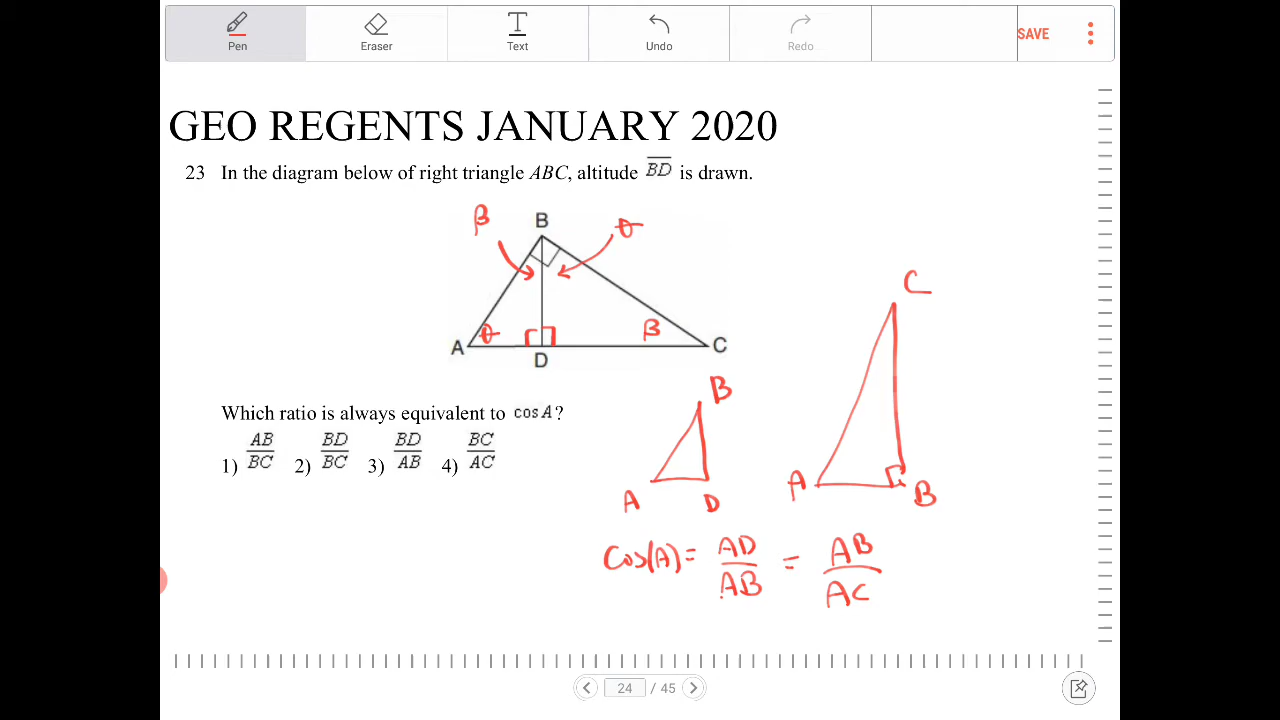 Pen Eraser Text Undo Redo SAVE
GEO REGENTS JANUARY 2020
23 In the diagram below of right triangle ABC, altitude BD is drawn.
β B θ
A θ β C
D
C
Which ratio is always equivalent to cos A?
1) AB/BC 2) BD/BC 3) BD/AB 4) BC/AC
B
A D
A B
Cos(A) = AD/AB = AB/AC
24 / 45